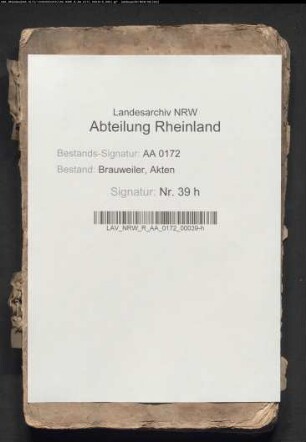 Landesarchiv NRW
Abteilung Rheinland
Bestands-Signatur: AA 0172
Bestand: Brauweiler, Akten
Signatur: Nr. 39 h
LAV_NRW_R_AA_0172_00039-h